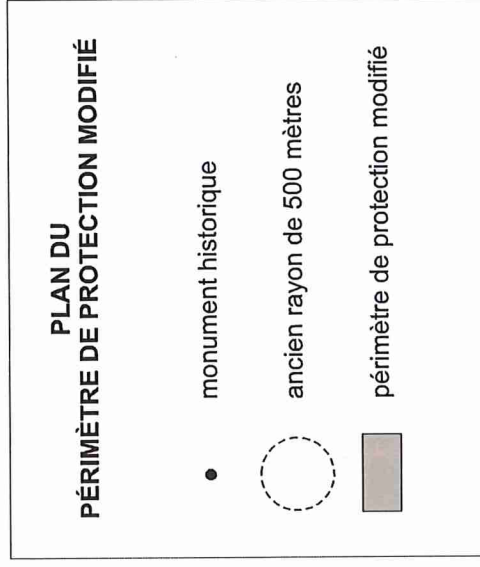 PLAN DU
PÉRIMÈTRE DE PROTECTION MODIFIÉ
monument historique
ancien rayon de 500 mètres
périmètre de protection modifié